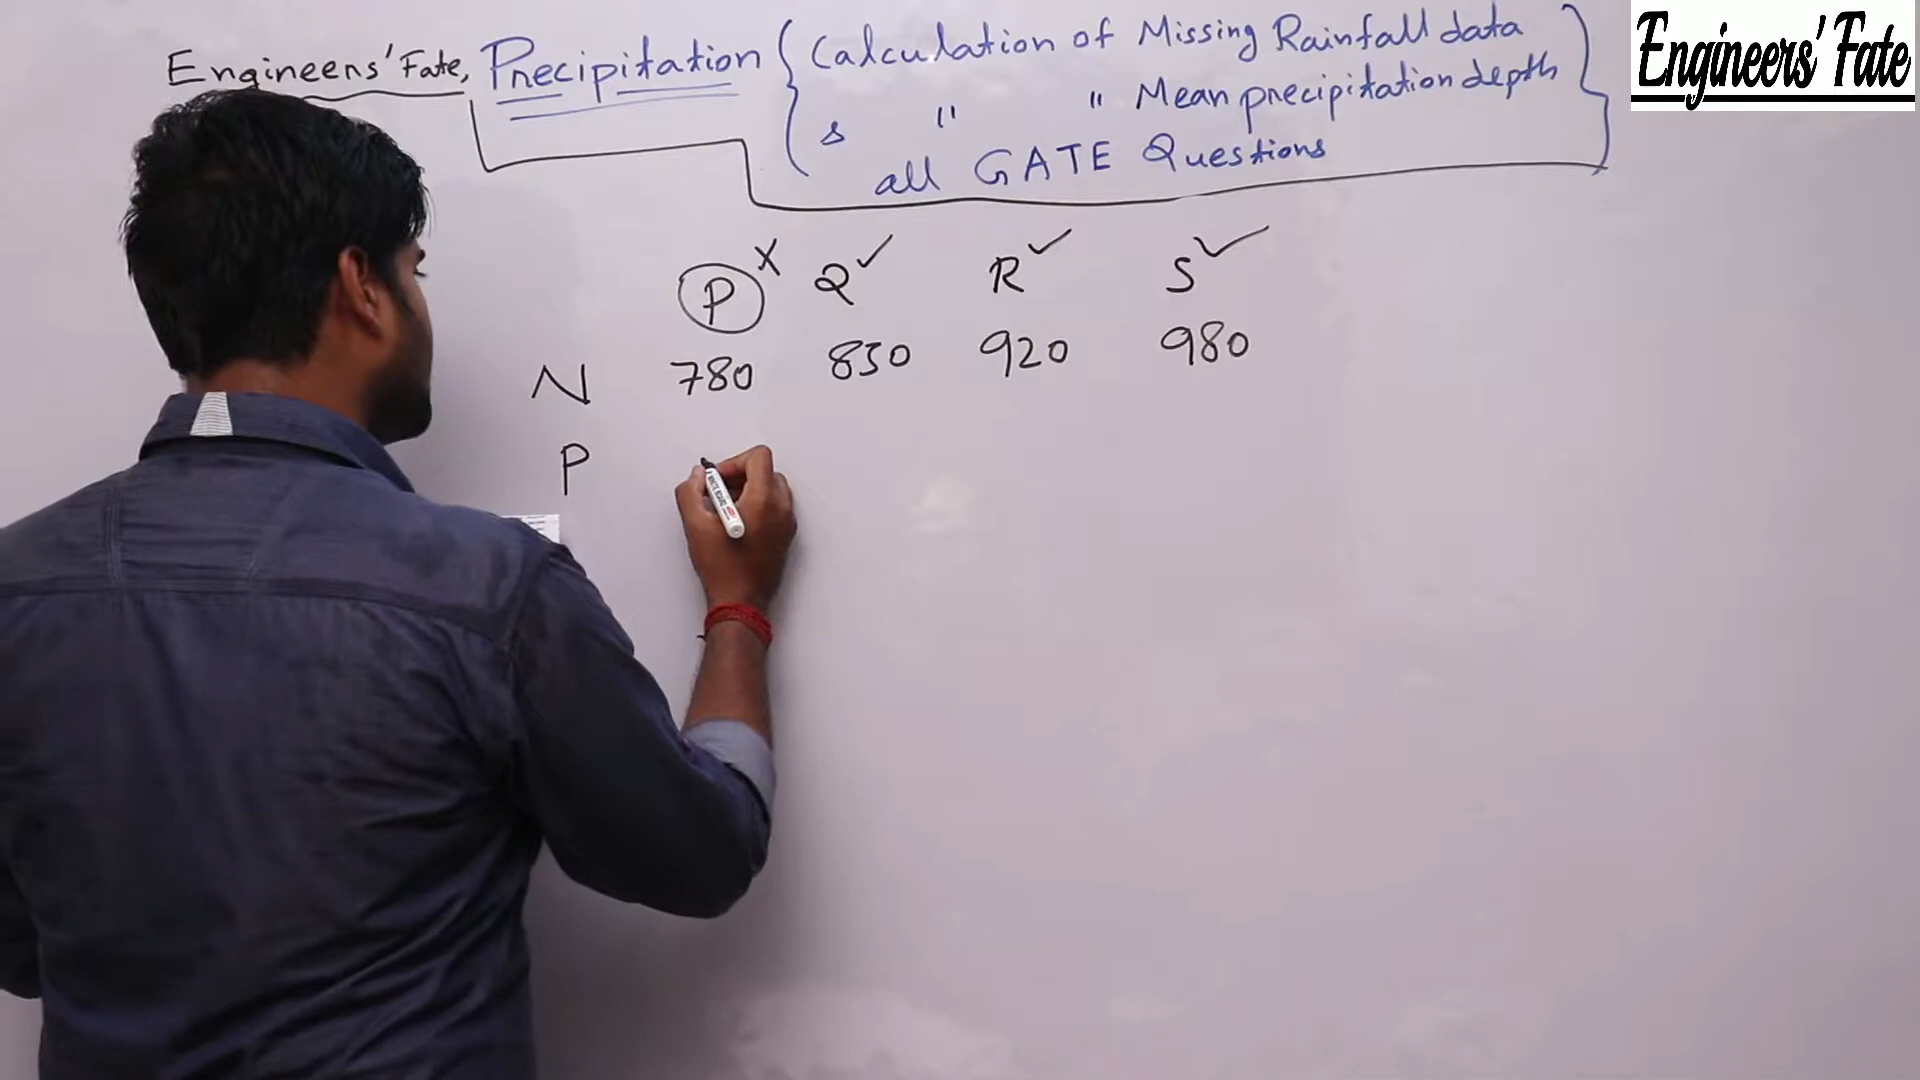 Engineers' Fate, Precipitation { Calculation of Missing Rainfall data
& " " Mean precipitation depth }
all GATE Questions
Engineers' Fate
P × Q ✓ R ✓ S ✓
N 780 850 920 980
P